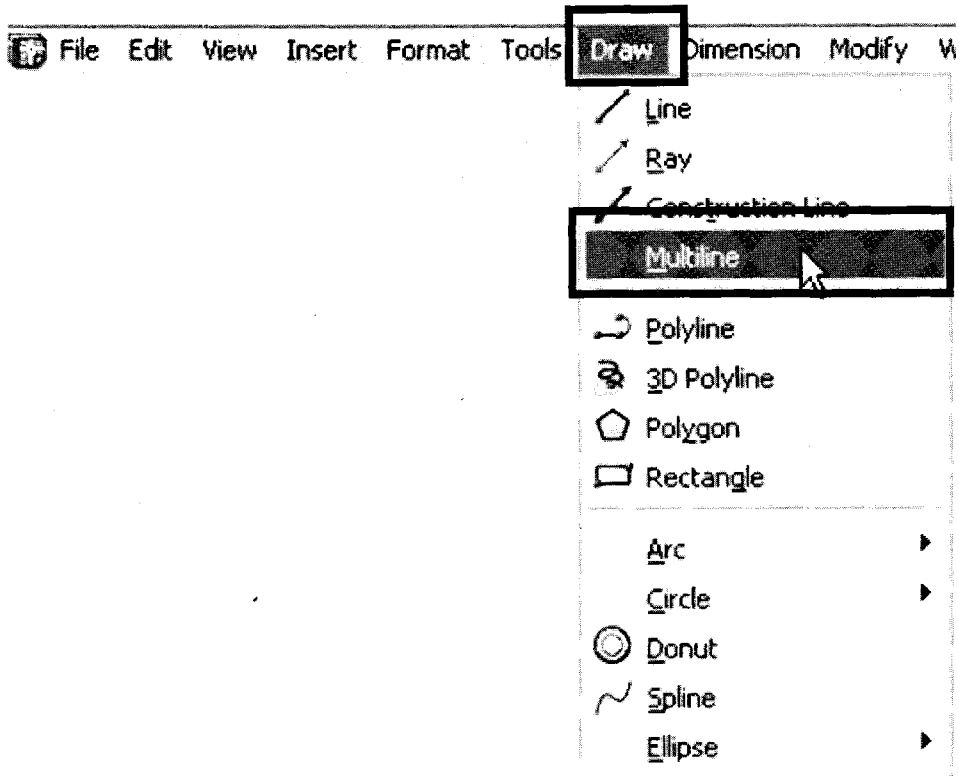 File Edit View Insert Format Tools Draw Dimension Modify W
Line
Ray
Construction Line
Multiline
Polyline
3D Polyline
Polygon
Rectangle
Arc
Circle
Donut
Spline
Ellipse